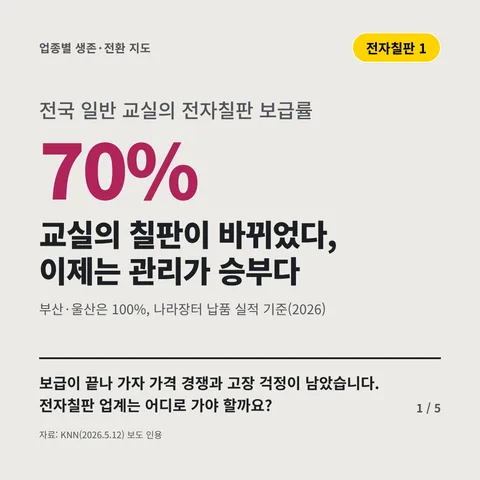 업종별 생존·전환 지도
전자칠판 1
전국 일반 교실의 전자칠판 보급률
70%
교실의 칠판이 바뀌었다,
이제는 관리가 승부다
부산·울산은 100%, 나라장터 납품 실적 기준(2026)
보급이 끝나 가자 가격 경쟁과 고장 걱정이 남았습니다.
전자칠판 업계는 어디로 가야 할까요?
1 / 5
자료: KNN(2026.5.12) 보도 인용